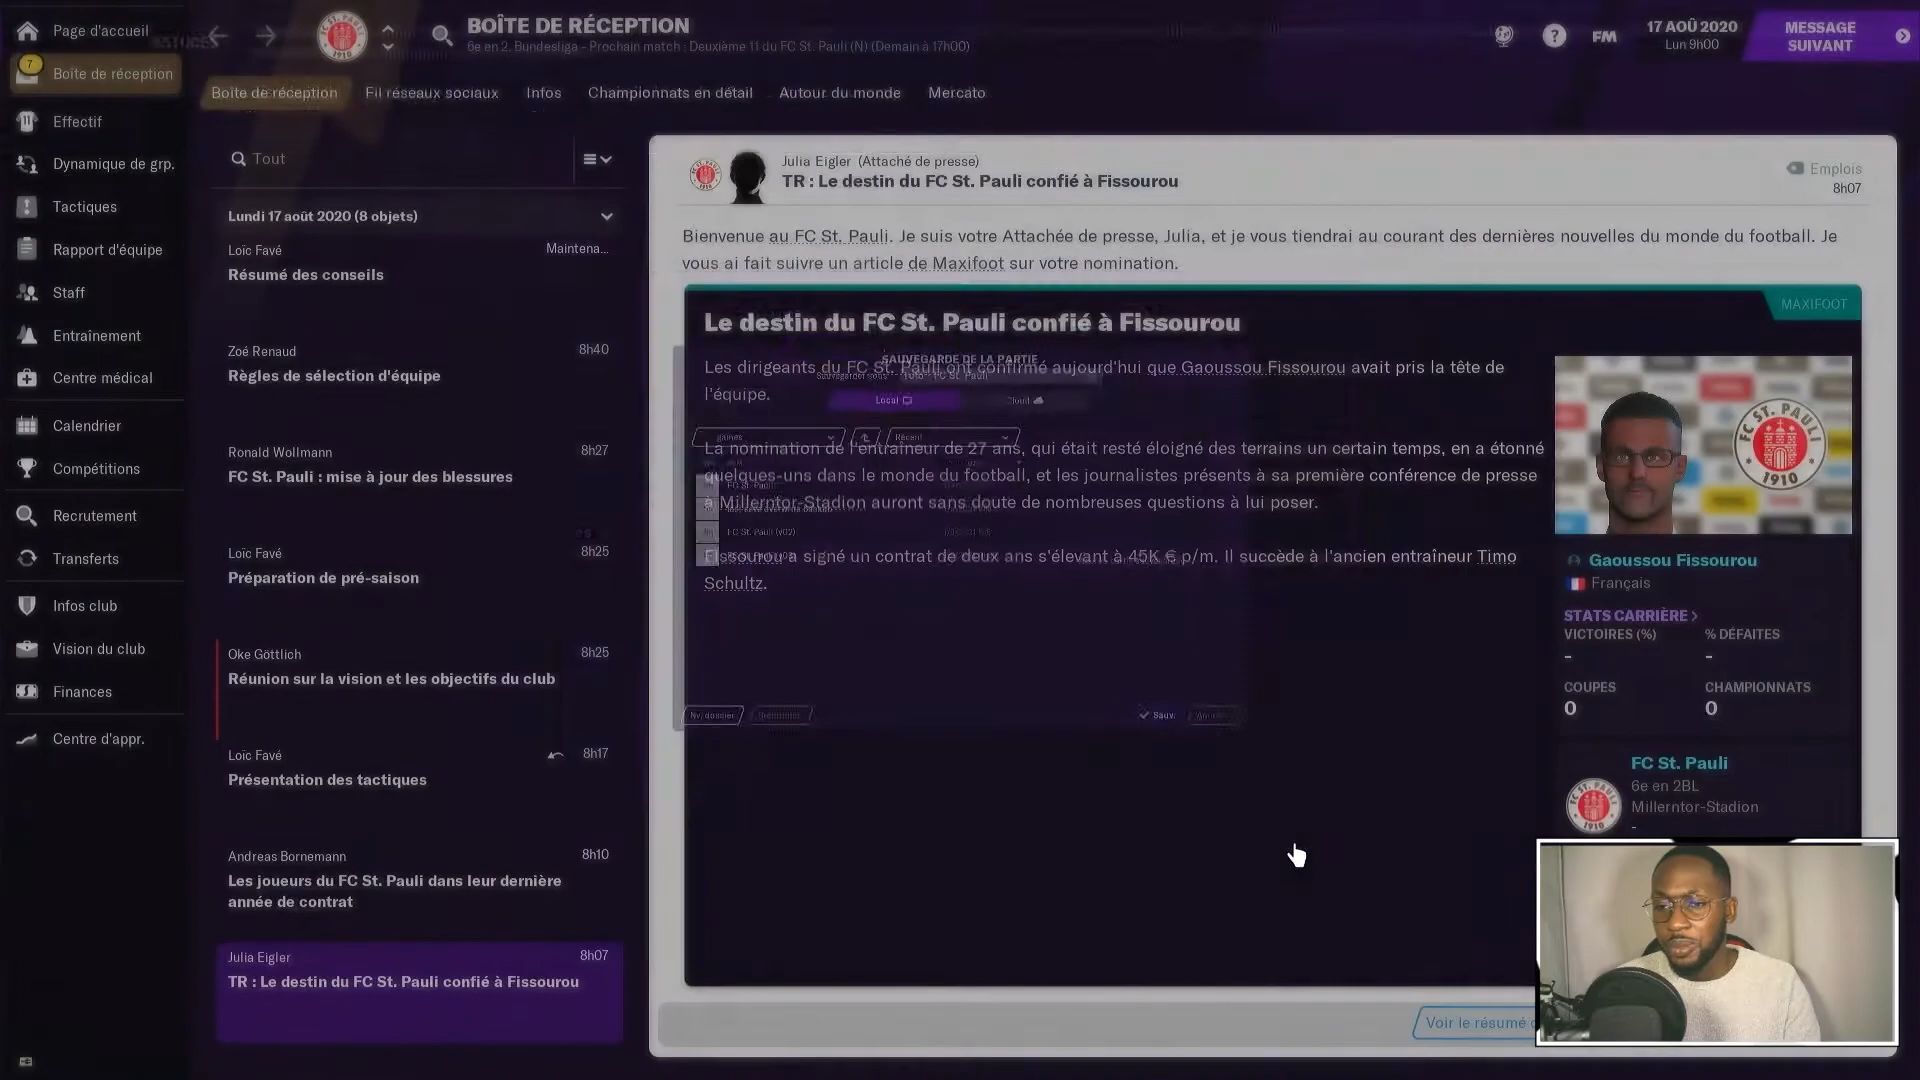 Page d'accueil
7
Boîte de réception
Effectif
Dynamique de grp.
Tactiques
Rapport d'équipe
Staff
Entraînement
Centre médical
Calendrier
Compétitions
Recrutement
Transferts
Infos club
Vision du club
Finances
Centre d'appr.
BOÎTE DE RÉCEPTION
6e en 2. Bundesliga - Prochain match : Deuxième 11 du FC St. Pauli (N) (Demain à 17h00)
FM
17 AOÛ 2020
Lun 9h00
MESSAGE
SUIVANT
Boîte de réception
Fil réseaux sociaux
Infos
Championnats en détail
Autour du monde
Mercato
Tout
Lundi 17 août 2020 (8 objets)
Loïc Favé
Maintena...
Résumé des conseils
Zoé Renaud
8h40
Règles de sélection d'équipe
Ronald Wollmann
8h27
FC St. Pauli : mise à jour des blessures
Loïc Favé
8h25
Préparation de pré-saison
Oke Göttlich
8h25
Réunion sur la vision et les objectifs du club
Loïc Favé
8h17
Présentation des tactiques
Andreas Bornemann
8h10
Les joueurs du FC St. Pauli dans leur dernière
année de contrat
Julia Eigler
8h07
TR : Le destin du FC St. Pauli confié à Fissourou
Julia Eigler (Attaché de presse)
TR : Le destin du FC St. Pauli confié à Fissourou
Emplois
8h07
Bienvenue au FC St. Pauli. Je suis votre Attachée de presse, Julia, et je vous tiendrai au courant des dernières nouvelles du monde du football. Je
vous ai fait suivre un article de Maxifoot sur votre nomination.
MAXIFOOT
Le destin du FC St. Pauli confié à Fissourou
SAUVEGARDE DE LA PARTIE
Les dirigeants du FC St. Pauli ont confirmé aujourd'hui que Gaoussou Fissourou avait pris la tête de
l'équipe.
Local
Cloud
games
Récent
La nomination de l'entraîneur de 27 ans, qui était resté éloigné des terrains un certain temps, en a étonné
quelques-uns dans le monde du football, et les journalistes présents à sa première conférence de presse
à Millerntor-Stadion auront sans doute de nombreuses questions à lui poser.
FC St. Pauli (v02)
Fissourou a signé un contrat de deux ans s'élevant à 45K € p/m. Il succède à l'ancien entraîneur Timo
Schultz.
Nv. dossier
Sauv.
FC ST. PAULI
1910
Gaoussou Fissourou
Français
STATS CARRIÈRE >
VICTOIRES (%)
% DÉFAITES
-
-
COUPES
CHAMPIONNATS
0
0
FC St. Pauli
6e en 2BL
Millerntor-Stadion
-
Voir le résumé